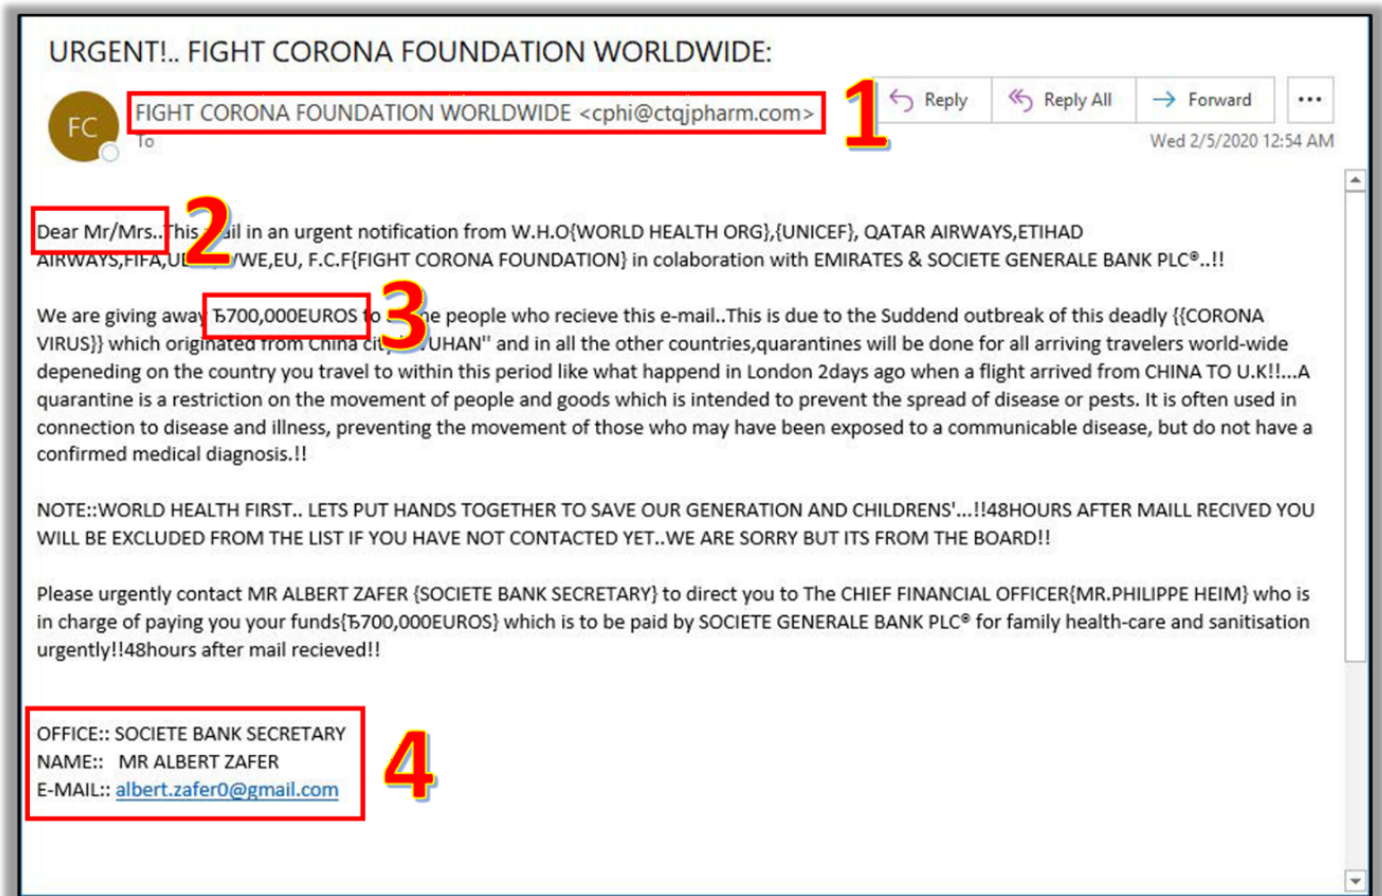 URGENT!.. FIGHT CORONA FOUNDATION WORLDWIDE:
FC
FIGHT CORONA FOUNDATION WORLDWIDE <cphi@ctqjpharm.com>
1
Reply
Reply All
Forward
To
Wed 2/5/2020 12:54 AM
2
Dear Mr/Mrs..This in an urgent notification from W.H.O{WORLD HEALTH ORG},{UNICEF}, QATAR AIRWAYS,ETIHAD
AIRWAYS,FIFA, EU, F.C.F{FIGHT CORONA FOUNDATION} in colaboration with EMIRATES & SOCIETE GENERALE BANK PLC®..!!
3
We are giving away Ђ700,000EUROS people who recieve this e-mail..This is due to the Suddend outbreak of this deadly {{CORONA
VIRUS}} which originated from China and in all the other countries,quarantines will be done for all arriving travelers world-wide
depeneding on the country you travel to within this period like what happend in London 2days ago when a flight arrived from CHINA TO U.K!!...A
quarantine is a restriction on the movement of people and goods which is intended to prevent the spread of disease or pests. It is often used in
connection to disease and illness, preventing the movement of those who may have been exposed to a communicable disease, but do not have a
confirmed medical diagnosis.!!
NOTE::WORLD HEALTH FIRST.. LETS PUT HANDS TOGETHER TO SAVE OUR GENERATION AND CHILDRENS'...!!48HOURS AFTER MAILL RECIVED YOU
WILL BE EXCLUDED FROM THE LIST IF YOU HAVE NOT CONTACTED YET..WE ARE SORRY BUT ITS FROM THE BOARD!!
Please urgently contact MR ALBERT ZAFER {SOCIETE BANK SECRETARY} to direct you to The CHIEF FINANCIAL OFFICER{MR.PHILIPPE HEIM} who is
in charge of paying you your funds{Ђ700,000EUROS} which is to be paid by SOCIETE GENERALE BANK PLC® for family health-care and sanitisation
urgently!!48hours after mail recieved!!
OFFICE:: SOCIETE BANK SECRETARY
NAME:: MR ALBERT ZAFER
E-MAIL:: albert.zafer0@gmail.com
4